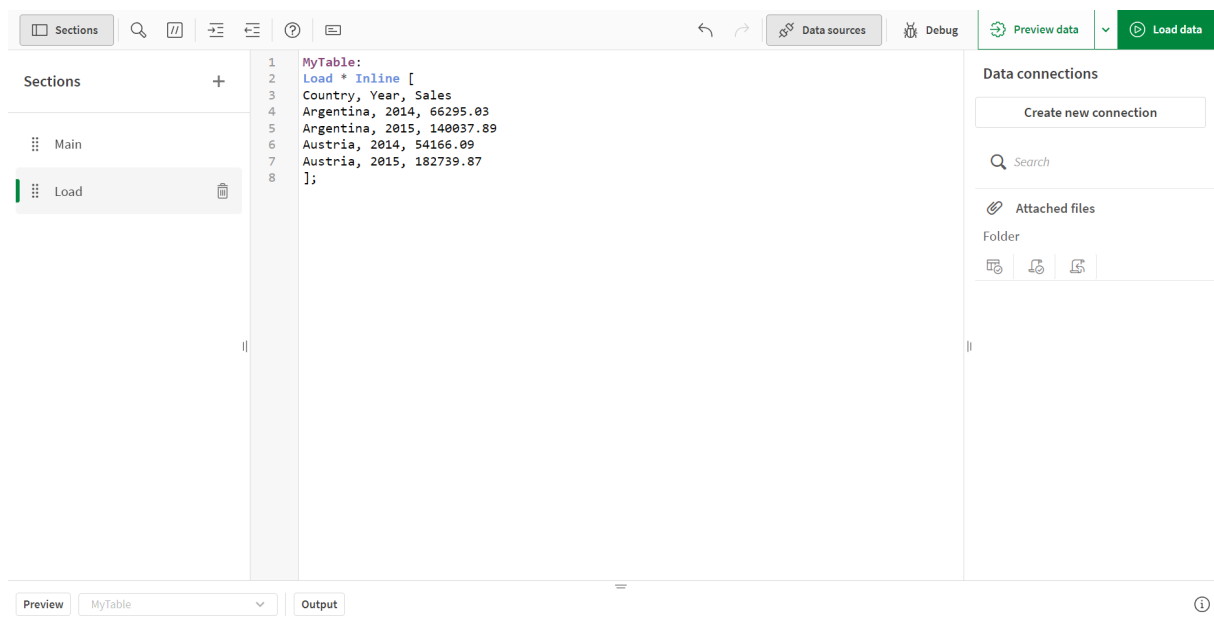 Sections
Data sources
Debug
Preview data
Load data
Sections
Main
Load
1 MyTable:
2 Load * Inline [
3 Country, Year, Sales
4 Argentina, 2014, 66295.03
5 Argentina, 2015, 140037.89
6 Austria, 2014, 54166.09
7 Austria, 2015, 182739.87
8 ];
Data connections
Create new connection
Search
Attached files
Folder
Preview
MyTable
Output